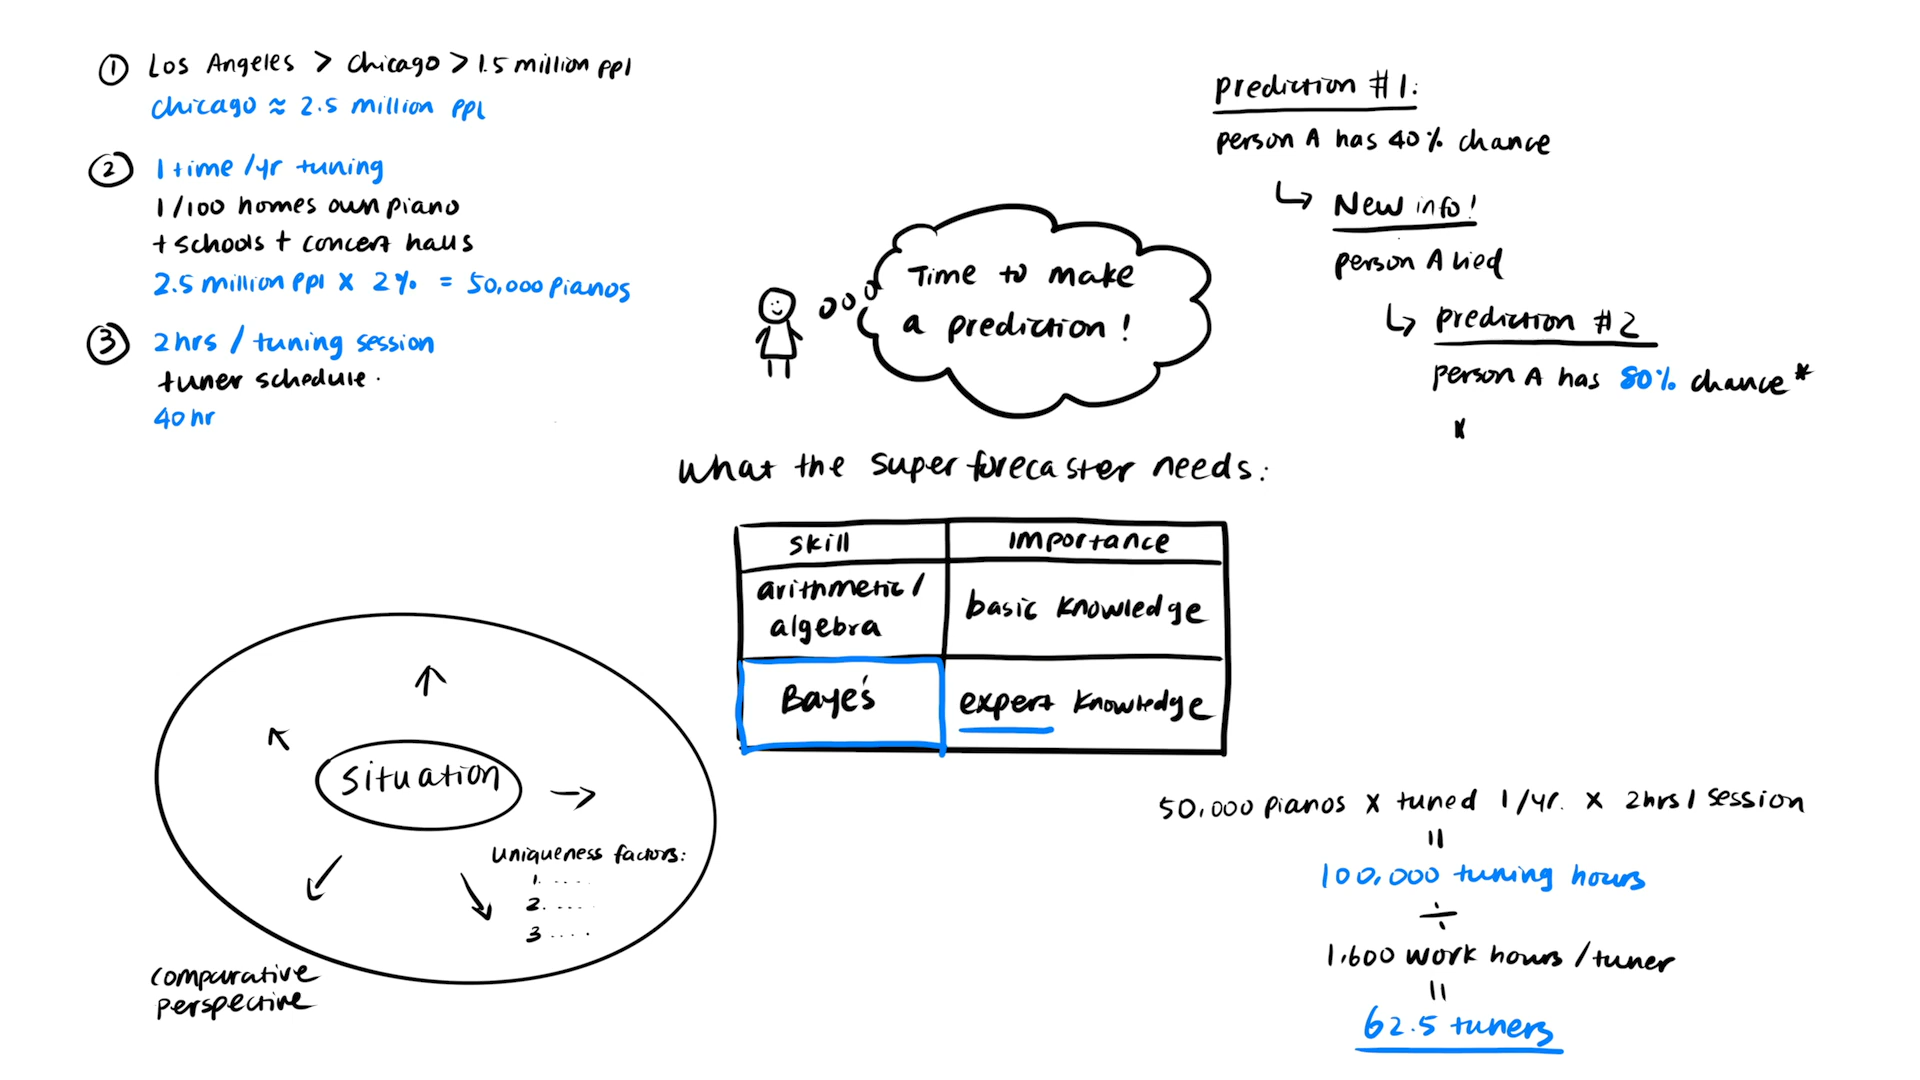 1 Los Angeles > chicago > 1.5 million ppl
chicago ≈ 2.5 million ppl
2 1 time /yr tuning
1/100 homes own piano
+ schools + concert halls
2.5 million ppl x 2% = 50,000 pianos
3 2hrs / tuning session
tuner schedule.
40 hr
Time to make
a prediction!
prediction #1:
person A has 40% chance
↳ New info!
person A lied
↳ prediction #2
person A has 80% chance*
*
what the super forecaster needs:
skill importance
arithmetic/
algebra
basic knowledge
Baye's expert knowledge
situation
uniqueness factors:
1. ....
2. ....
3 ....
comparative
perspective
50,000 pianos x tuned 1/yr. x 2hrs/session
=
100,000 tuning hours
÷
1,600 work hours/tuner
=
62.5 tuners